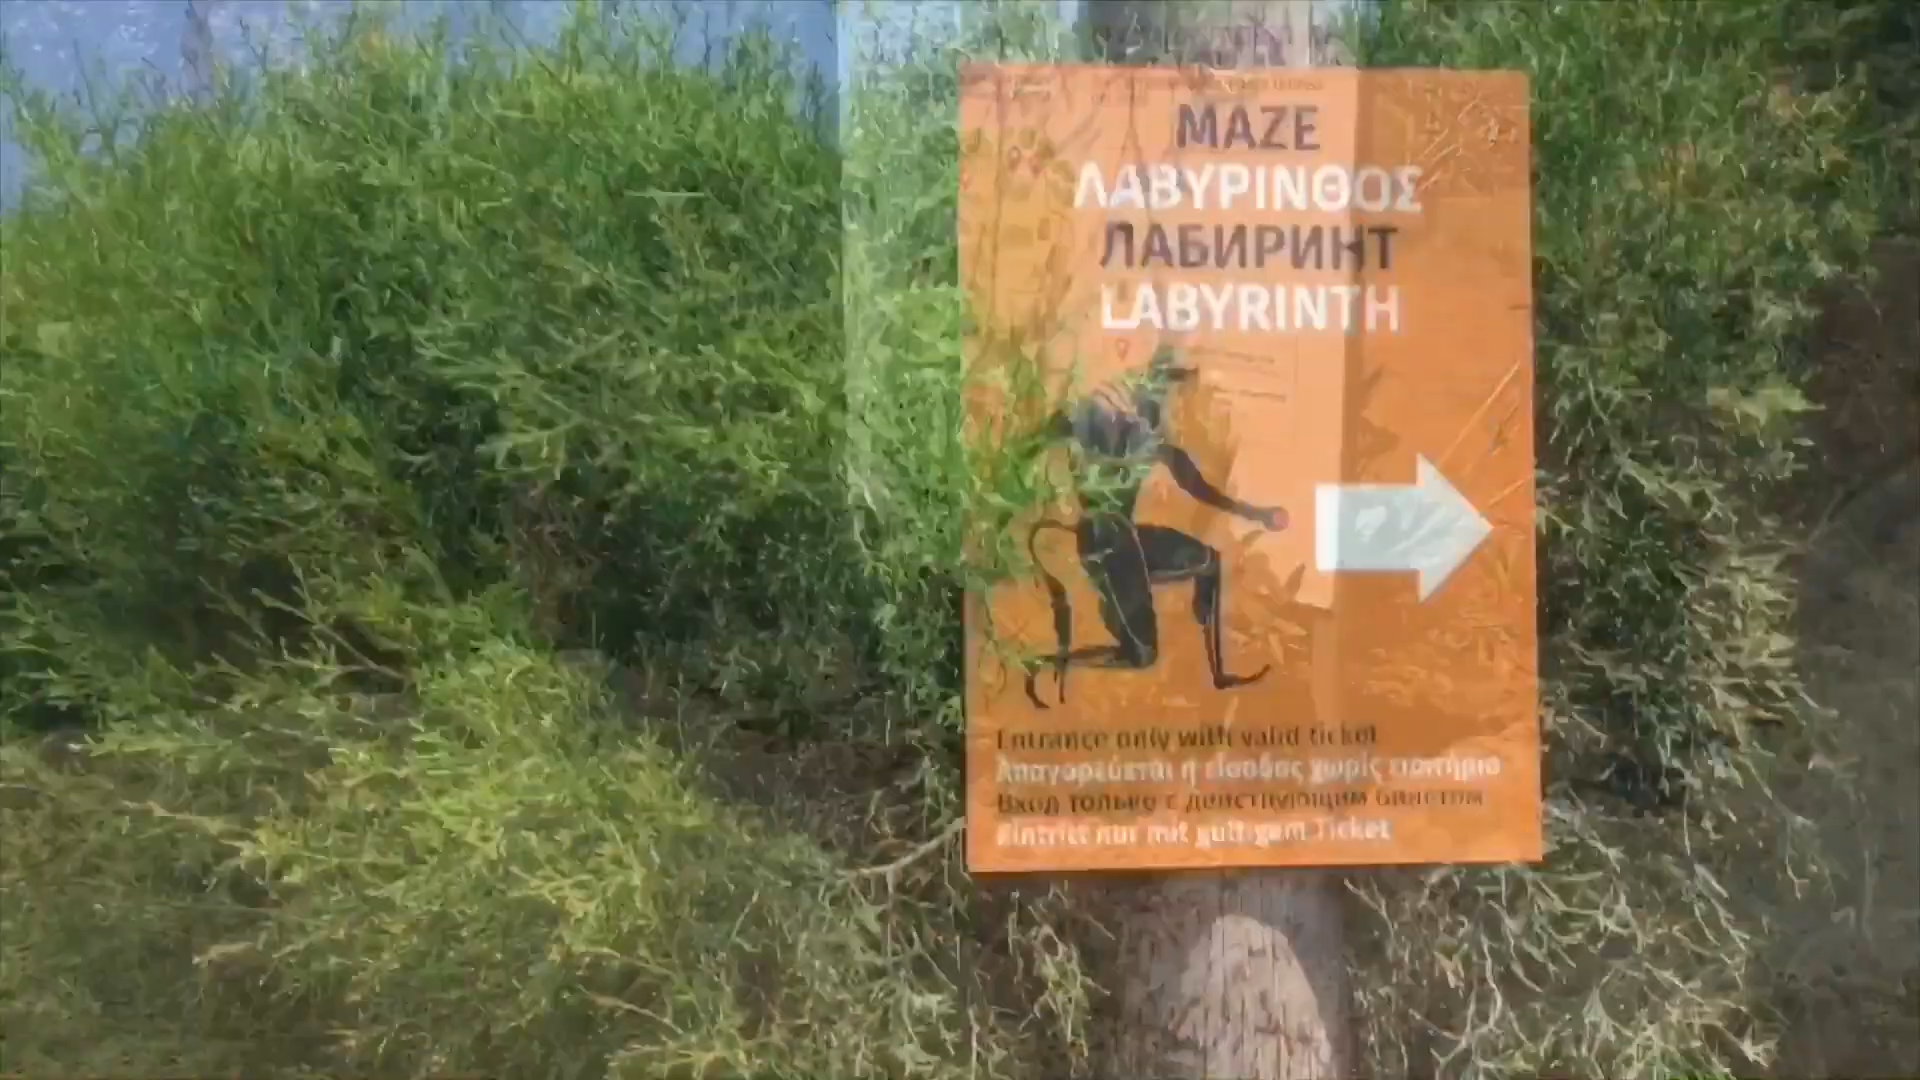 MAZE
ΛΑΒΥΡΙΝΘΟΣ
ЛАБИРИНТ
LABYRINTH
Entrance only with valid ticket
Απαγορεύεται η είσοδος χωρίς εισιτήριο
Вход только с действующим билетом
Eintritt nur mit gültigem Ticket